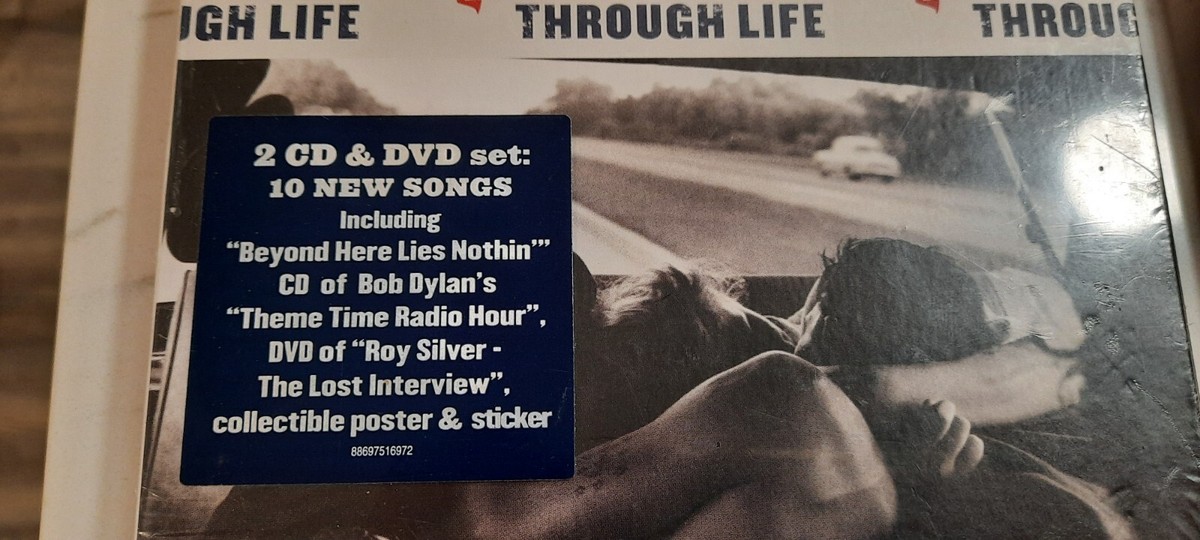 UGH LIFE THROUGH LIFE THROUG
2 CD & DVD set:
10 NEW SONGS
Including
“Beyond Here Lies Nothin’”
CD of Bob Dylan’s
“Theme Time Radio Hour”,
DVD of “Roy Silver -
The Lost Interview”,
collectible poster & sticker
88697516972